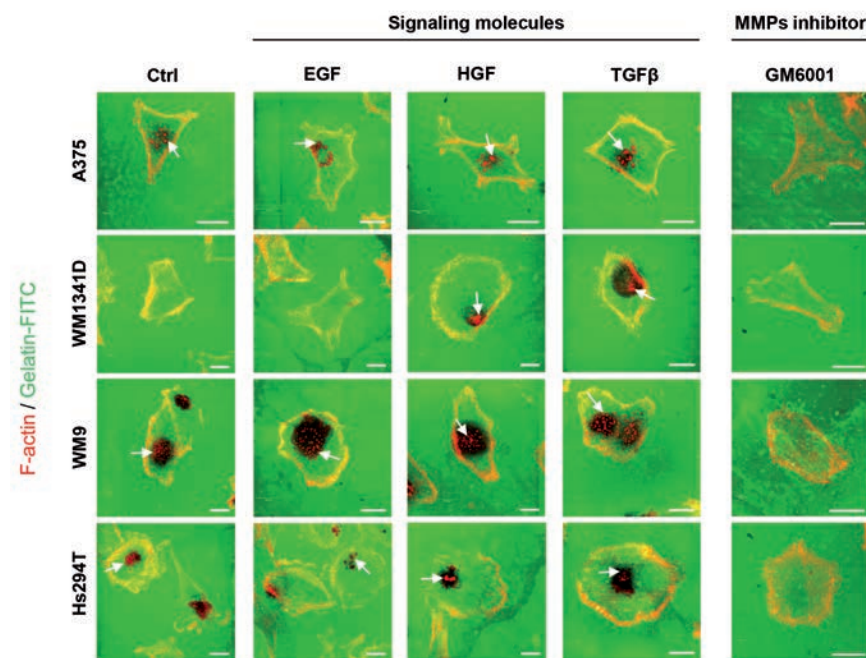 Signaling molecules MMPs inhibitor
Ctrl EGF HGF TGFβ GM6001
A375
WM1341D
WM9
Hs294T
F-actin / Gelatin-FITC